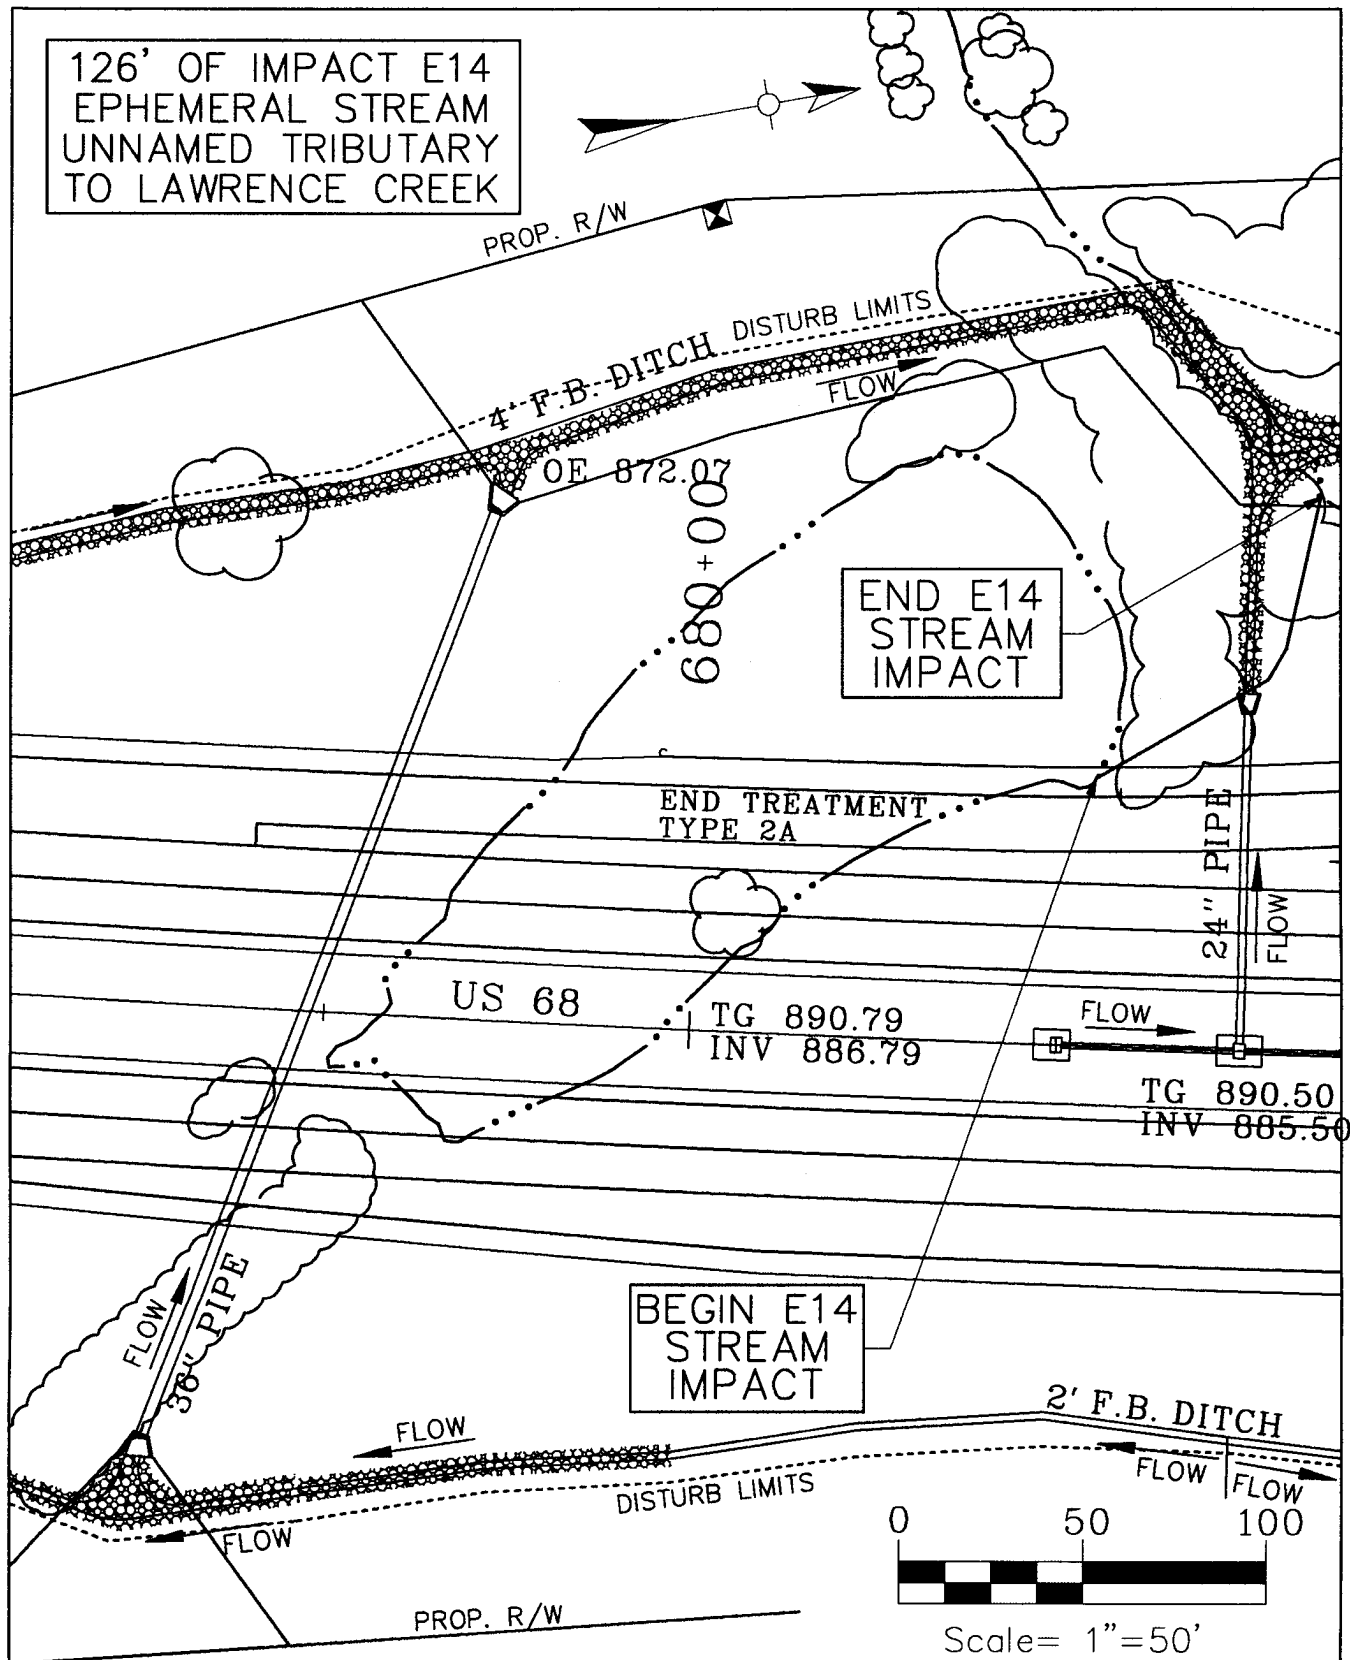 126' OF IMPACT E14
EPHEMERAL STREAM
UNNAMED TRIBUTARY
TO LAWRENCE CREEK
PROP. R/W
4' F.B. DITCH
DISTURB LIMITS
FLOW
OE 872.07
680+00
END E14
STREAM
IMPACT
END TREATMENT
TYPE 2A
24" PIPE
FLOW
US 68
TG 890.79
INV 886.79
FLOW
TG 890.50
INV 885.50
FLOW
36" PIPE
BEGIN E14
STREAM
IMPACT
2' F.B. DITCH
FLOW
FLOW
FLOW
DISTURB LIMITS
FLOW
0 50 100
PROP. R/W
Scale= 1"=50'